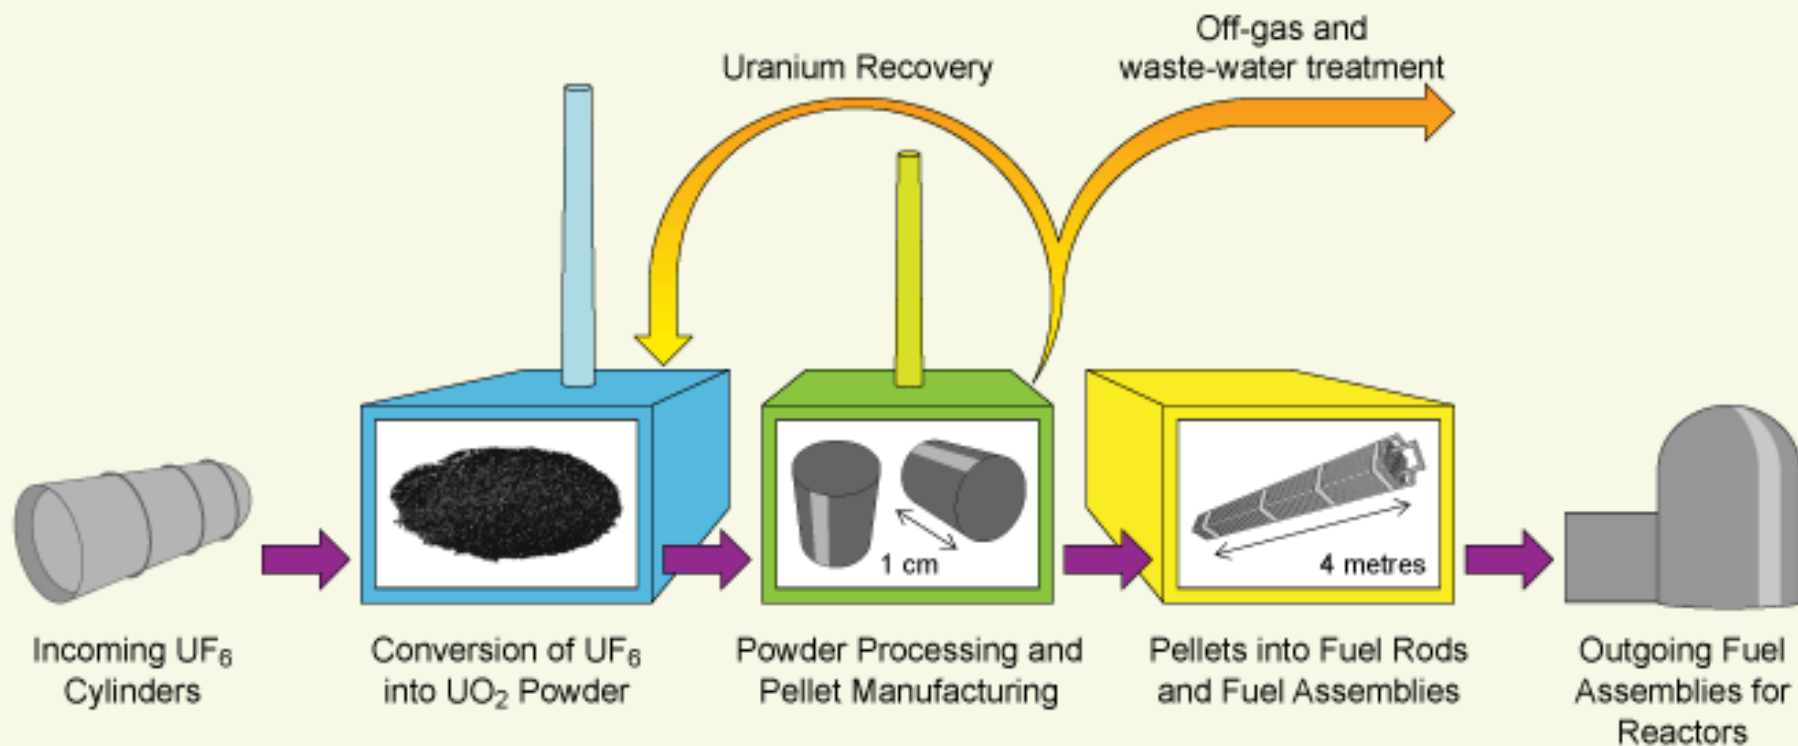 Off-gas and
waste-water treatment
Uranium Recovery
1 cm
4 metres
Incoming UF₆
Cylinders
Conversion of UF₆
into UO₂ Powder
Powder Processing and
Pellet Manufacturing
Pellets into Fuel Rods
and Fuel Assemblies
Outgoing Fuel
Assemblies for
Reactors